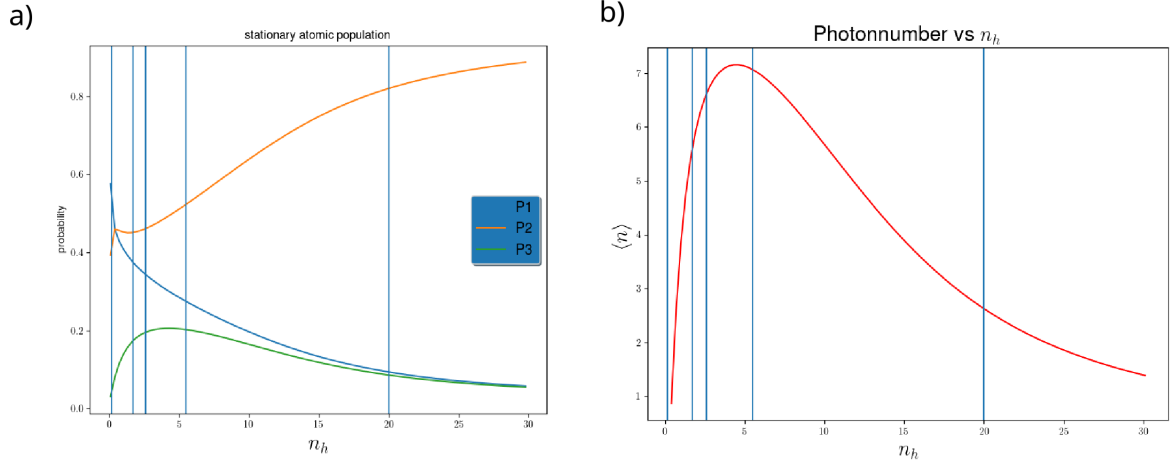 a)
stationary atomic population
probability
0.8
0.6
0.4
0.2
0.0
0
5
10
15
20
25
30
n_h
P1
P2
P3
b)
Photonnumber vs n_h
⟨n⟩
7
6
5
4
3
2
1
0
5
10
15
20
25
30
n_h